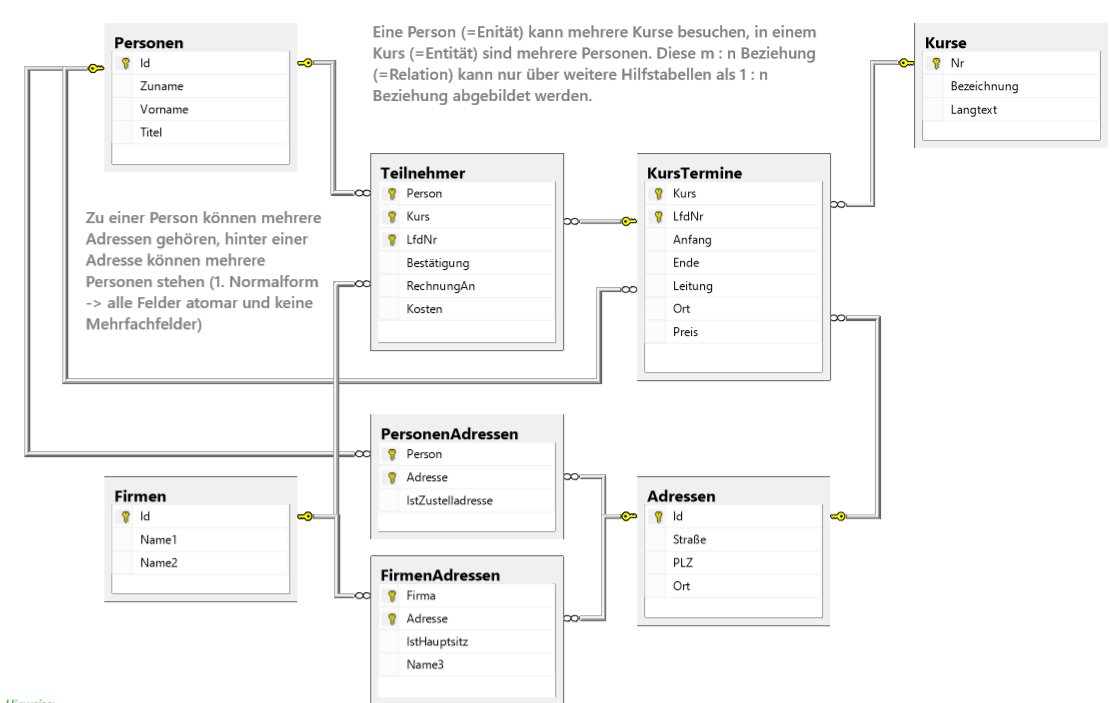 Personen
Id
Zuname
Vorname
Titel
Eine Person (=Enität) kann mehrere Kurse besuchen, in einem
Kurs (=Entität) sind mehrere Personen. Diese m : n Beziehung
(=Relation) kann nur über weitere Hilfstabellen als 1 : n
Beziehung abgebildet werden.
Kurse
Nr
Bezeichnung
Langtext
Teilnehmer
Person
Kurs
LfdNr
Bestätigung
RechnungAn
Kosten
KursTermine
Kurs
LfdNr
Anfang
Ende
Leitung
Ort
Preis
Zu einer Person können mehrere
Adressen gehören, hinter einer
Adresse können mehrere
Personen stehen (1. Normalform
-> alle Felder atomar und keine
Mehrfachfelder)
PersonenAdressen
Person
Adresse
IstZustelladresse
Firmen
Id
Name1
Name2
Adressen
Id
Straße
PLZ
Ort
FirmenAdressen
Firma
Adresse
IstHauptsitz
Name3